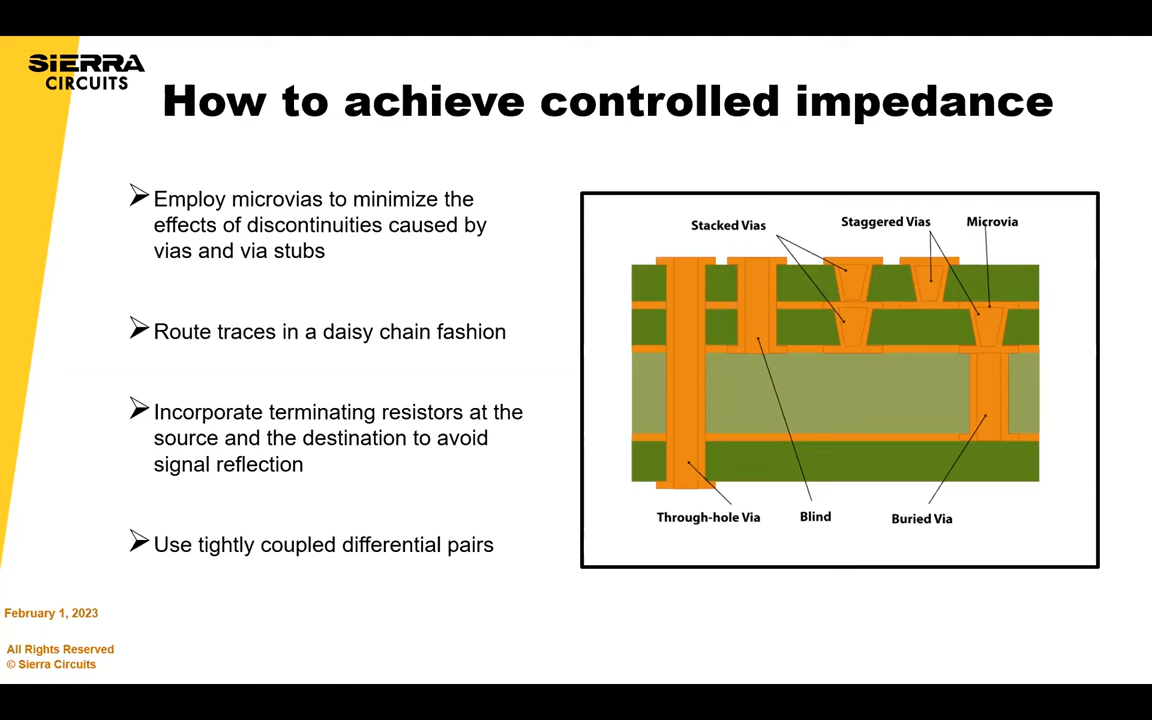 SIERRA
CIRCUITS
How to achieve controlled impedance
Employ microvias to minimize the
effects of discontinuities caused by
vias and via stubs
Route traces in a daisy chain fashion
Incorporate terminating resistors at the
source and the destination to avoid
signal reflection
Use tightly coupled differential pairs
Stacked Vias
Staggered Vias
Microvia
Through-hole Via
Blind
Buried Via
February 1, 2023
All Rights Reserved
© Sierra Circuits